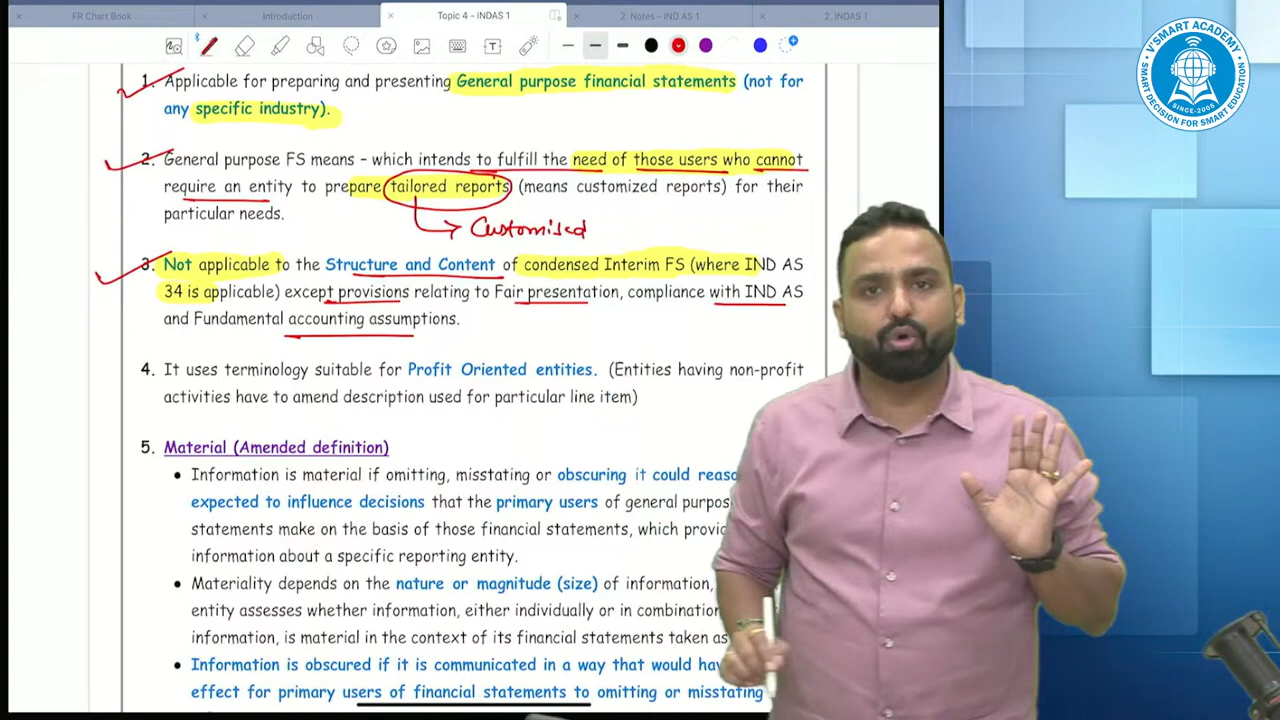 FR Chart Book
Introduction
Topic 4 - INDAS 1
2. Notes - IND AS 1
2. INDAS 1
V'SMART ACADEMY
SMART DECISION FOR SMART EDUCATION
SINCE-2005
1. Applicable for preparing and presenting General purpose financial statements (not for
any specific industry).
2. General purpose FS means - which intends to fulfill the need of those users who cannot
require an entity to prepare tailored reports (means customized reports) for their
particular needs.
Customised
3. Not applicable to the Structure and Content of condensed Interim FS (where IND AS
34 is applicable) except provisions relating to Fair presentation, compliance with IND AS
and Fundamental accounting assumptions.
4. It uses terminology suitable for Profit Oriented entities. (Entities having non-profit
activities have to amend description used for particular line item)
5. Material (Amended definition)
• Information is material if omitting, misstating or obscuring it could
expected to influence decisions that the primary users of general
statements make on the basis of those financial statements, which
information about a specific reporting entity.
• Materiality depends on the nature or magnitude (size) of information,
entity assesses whether information, either individually or in
information, is material in the context of its financial statements taken as
• Information is obscured if it is communicated in a way that would
effect for primary users of financial statements to omitting or misstating